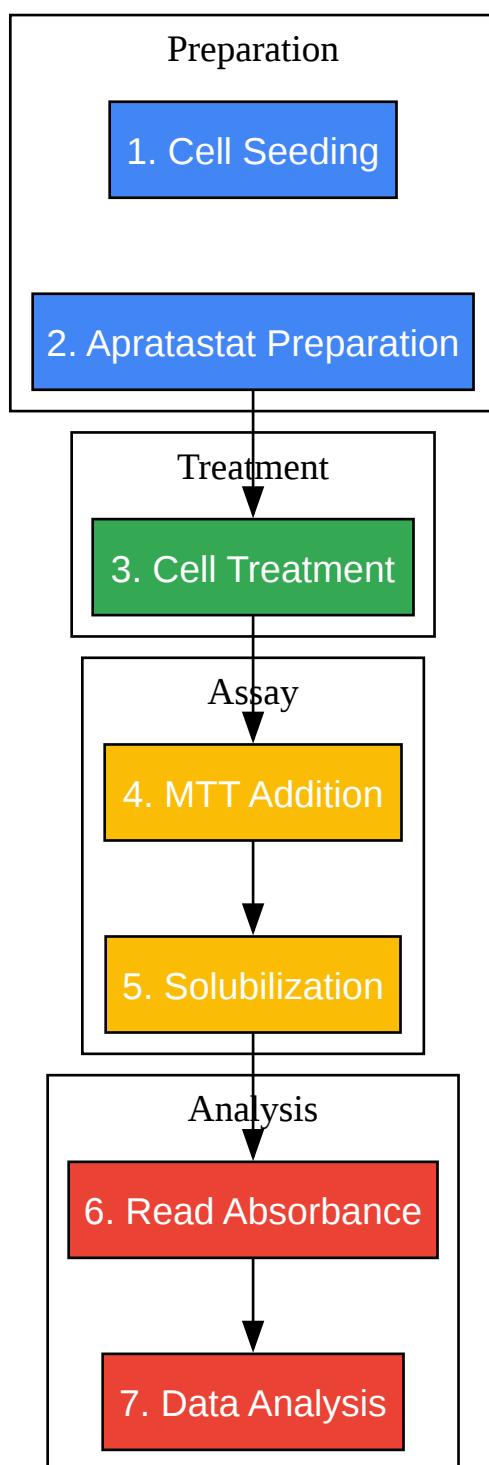 Preparation
1. Cell Seeding
2. Apratastat Preparation
Treatment
3. Cell Treatment
Assay
4. MTT Addition
5. Solubilization
Analysis
6. Read Absorbance
7. Data Analysis